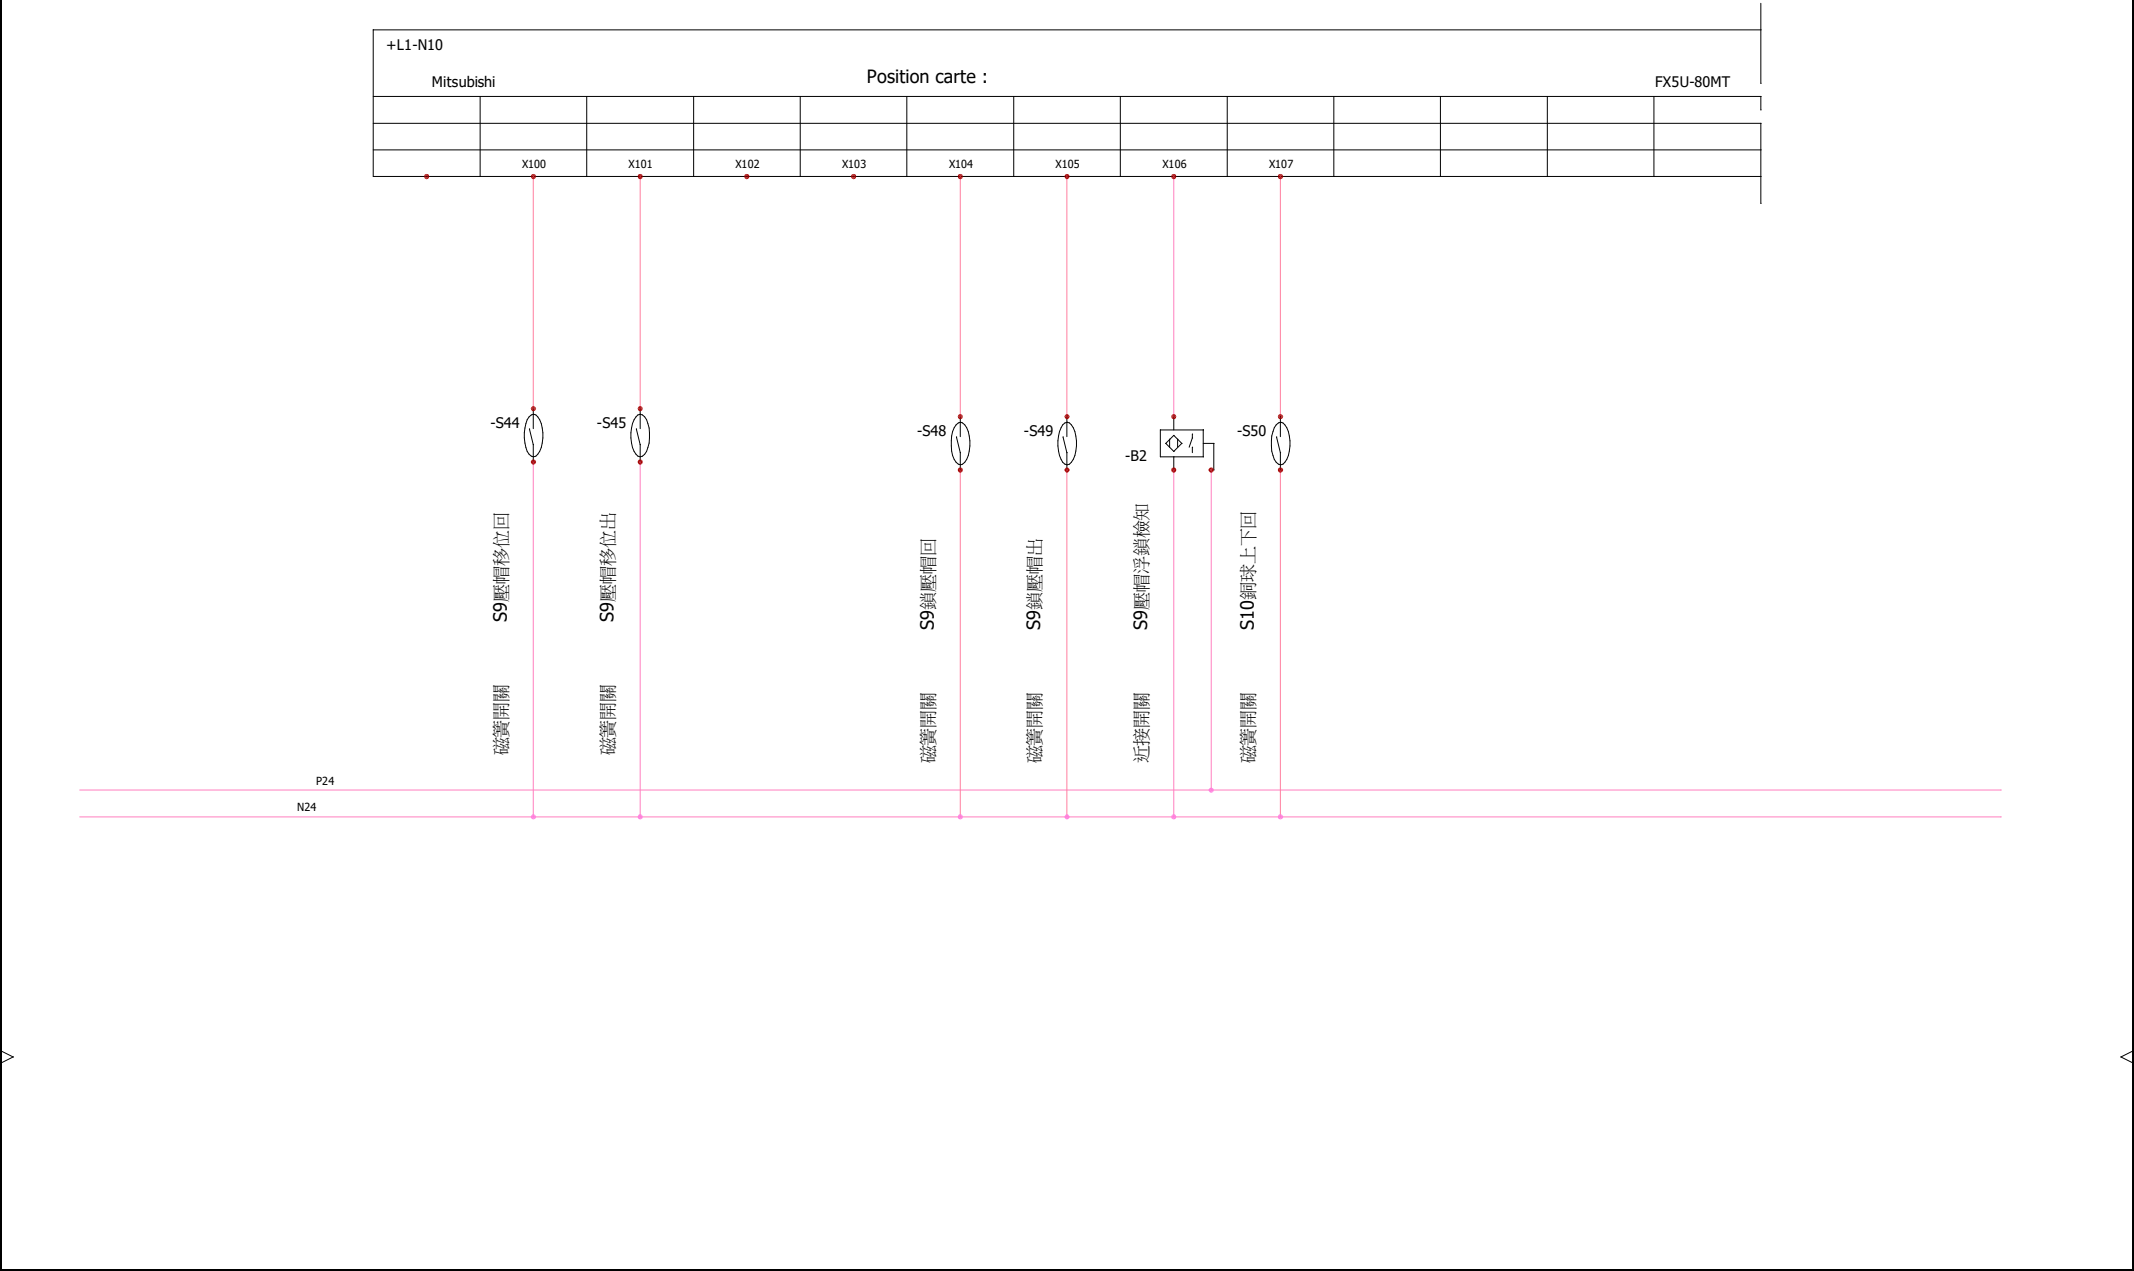 +L1-N10
Mitsubishi
Position carte :
FX5U-80MT
X100
X101
X102
X103
X104
X105
X106
X107
-S44
-S45
-S48
-S49
-B2
-S50
S9壓帽移位回
S9壓帽移位出
S9鎖壓帽回
S9鎖壓帽出
S9壓帽浮鎖檢知
S10銅球上下回
磁簧開關
磁簧開關
磁簧開關
磁簧開關
近接開關
磁簧開關
P24
N24